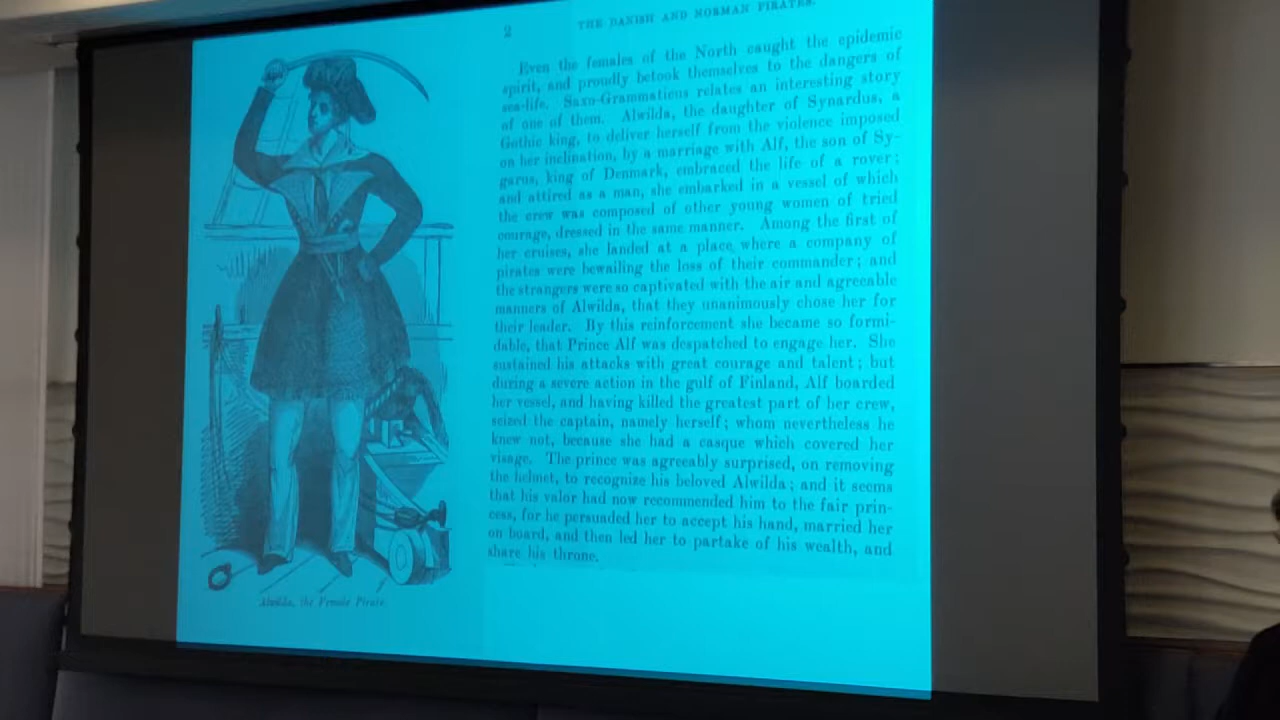 2 THE DANISH AND NORMAN PIRATES.
Even the females of the North caught the epidemic
spirit, and proudly betook themselves to the dangers of
sea-life. Saxo-Grammaticus relates an interesting story
of one of them. Alwilda, the daughter of Synardus, a
Gothic king, to deliver herself from the violence imposed
on her inclination, by a marriage with Alf, the son of Sy-
garus, king of Denmark, embraced the life of a rover;
and attired as a man, she embarked in a vessel of which
the crew was composed of other young women of tried
courage, dressed in the same manner. Among the first of
her cruises, she landed at a place where a company of
pirates were bewailing the loss of their commander; and
the strangers were so captivated with the air and agreeable
manners of Alwilda, that they unanimously chose her for
their leader. By this reinforcement she became so formi-
dable, that Prince Alf was despatched to engage her. She
sustained his attacks with great courage and talent; but
during a severe action in the gulf of Finland, Alf boarded
her vessel, and having killed the greatest part of her crew,
seized the captain, namely herself; whom nevertheless he
knew not, because she had a casque which covered her
visage. The prince was agreeably surprised, on removing
the helmet, to recognize his beloved Alwilda; and it seems
that his valor had now recommended him to the fair prin-
cess, for he persuaded her to accept his hand, married her
on board, and then led her to partake of his wealth, and
share his throne.
Alwilda, the Female Pirate.